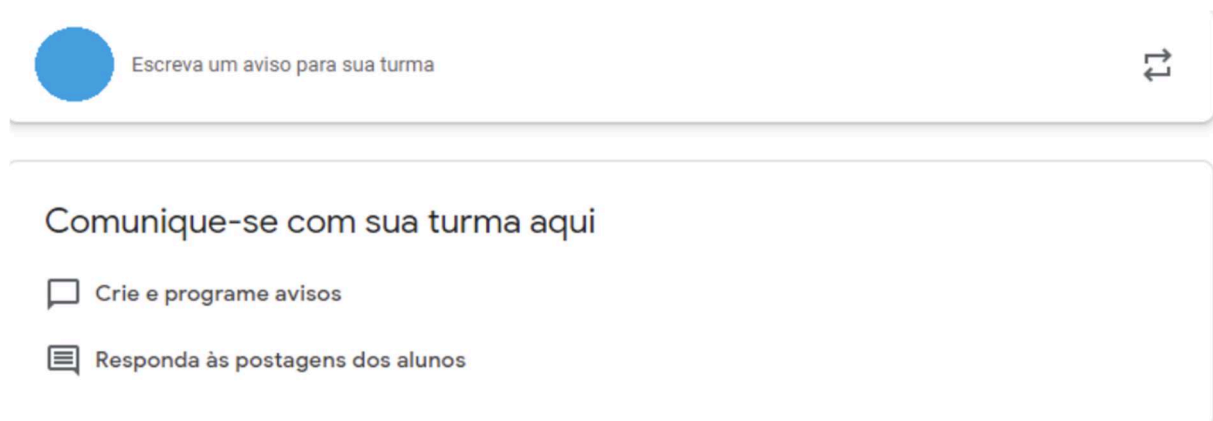 Escreva um aviso para sua turma
Comunique-se com sua turma aqui
Crie e programe avisos
Responda às postagens dos alunos